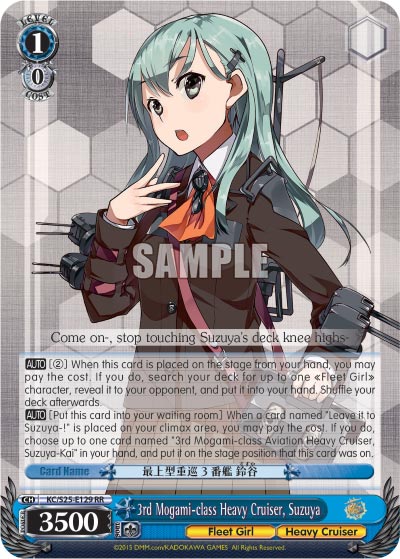 LEVEL
1
0
COST
SAMPLE
Come on-, stop touching Suzuya's deck knee highs-
AUTO [②] When this card is placed on the stage from your hand, you may
pay the cost. If you do, search your deck for up to one «Fleet Girl»
character, reveal it to your opponent, and put it in your hand. Shuffle your
deck afterwards.
AUTO [Put this card into your waiting room] When a card named "Leave it to
Suzuya-!" is placed on your climax zone, you may pay the cost. If you do,
choose up to one card named "3rd Mogami-class Aviation Heavy Cruiser,
Suzuya-Kai" in your hand, and put it on the stage position that this card was on.
Card Name 最上型重巡3番艦 鈴谷
CH KC/S25-E129 RR
3500
3rd Mogami-class Heavy Cruiser, Suzuya
Fleet Girl Heavy Cruiser
©2013 DMM.com/KADOKAWA GAMES All Rights Reserved.